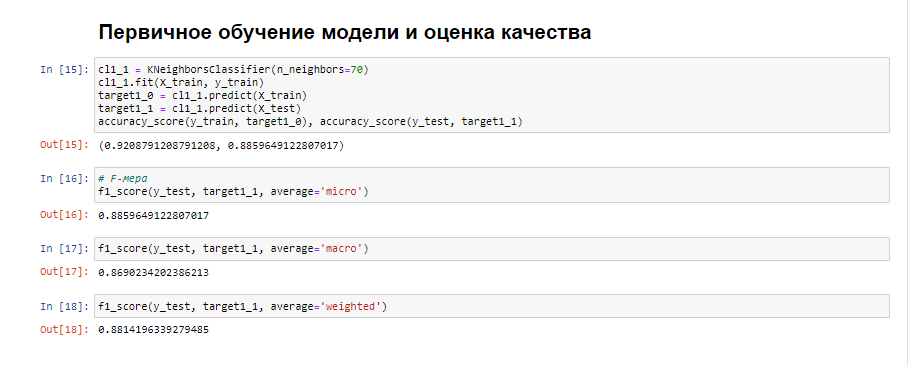 Первичное обучение модели и оценка качества
In [15]: cl1_1 = KNeighborsClassifier(n_neighbors=70)
cl1_1.fit(X_train, y_train)
target1_0 = cl1_1.predict(X_train)
target1_1 = cl1_1.predict(X_test)
accuracy_score(y_train, target1_0), accuracy_score(y_test, target1_1)
Out[15]: (0.9208791208791208, 0.8859649122807017)
In [16]: # F-мера
f1_score(y_test, target1_1, average='micro')
Out[16]: 0.8859649122807017
In [17]: f1_score(y_test, target1_1, average='macro')
Out[17]: 0.8690234202386213
In [18]: f1_score(y_test, target1_1, average='weighted')
Out[18]: 0.8814196339279485